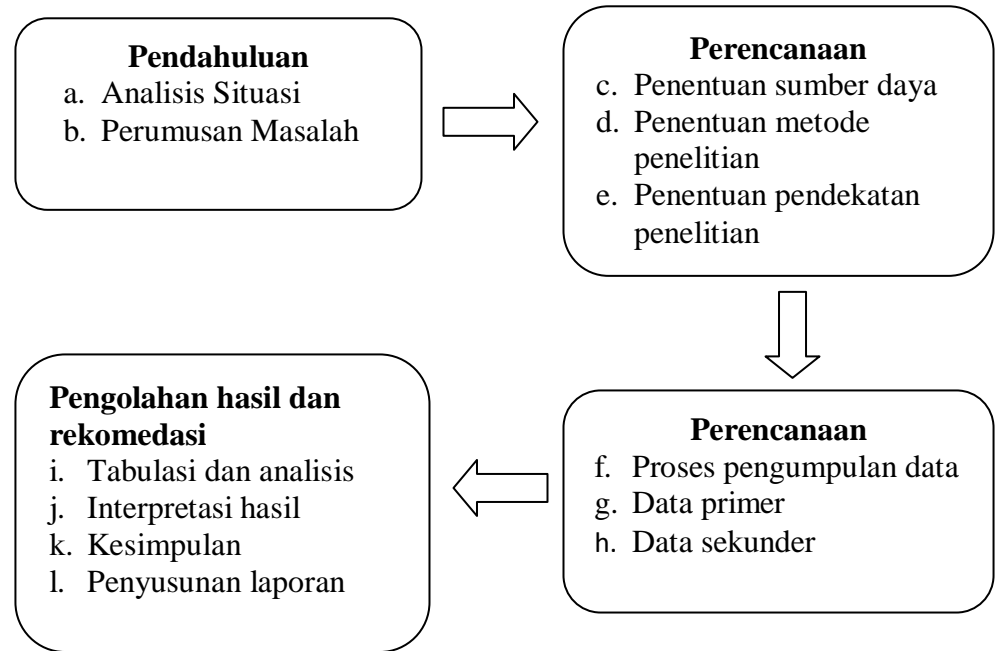 Pendahuluan
a. Analisis Situasi
b. Perumusan Masalah
Perencanaan
c. Penentuan sumber daya
d. Penentuan metode
penelitian
e. Penentuan pendekatan
penelitian
Perencanaan
f. Proses pengumpulan data
g. Data primer
h. Data sekunder
Pengolahan hasil dan
rekomedasi
i. Tabulasi dan analisis
j. Interpretasi hasil
k. Kesimpulan
l. Penyusunan laporan